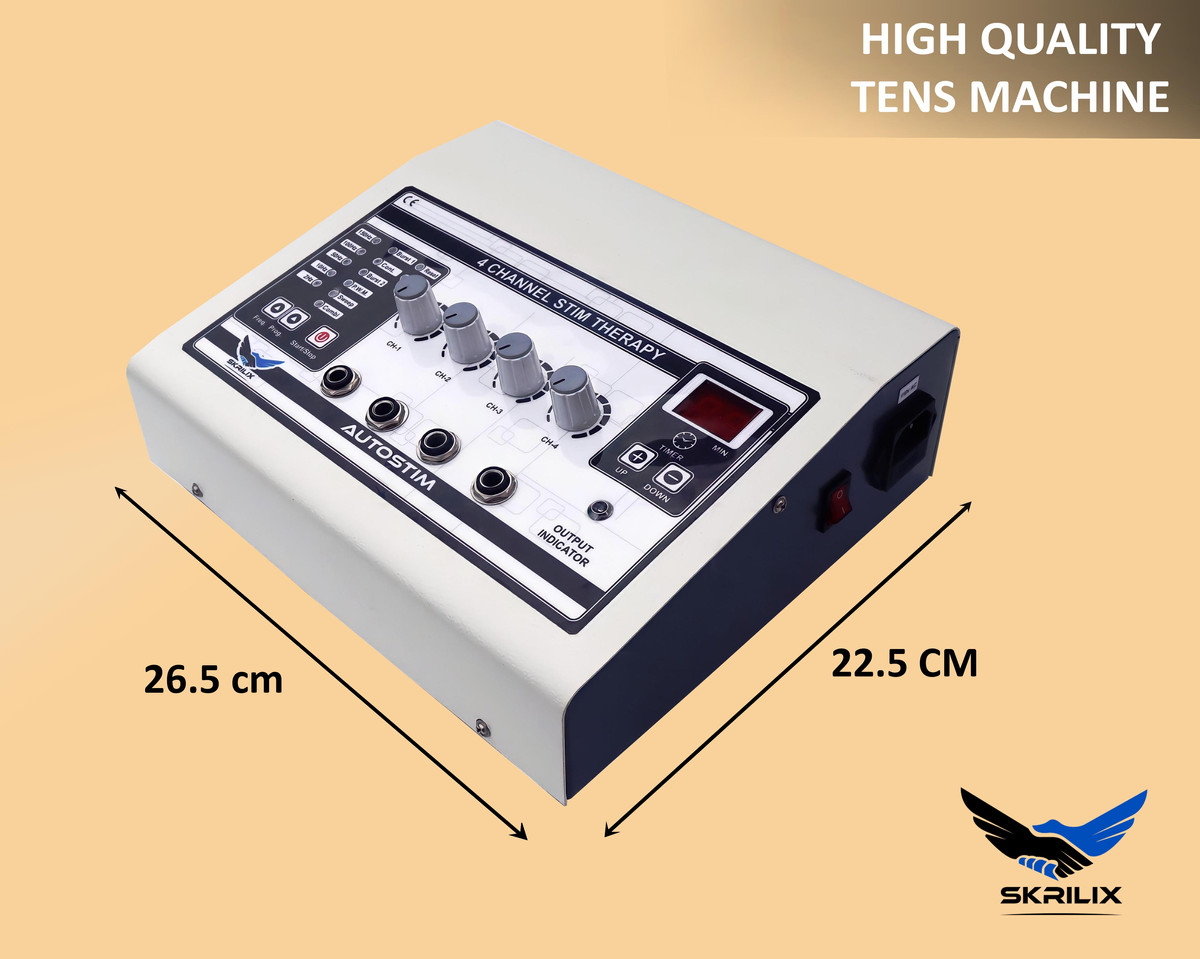 HIGH QUALITY
TENS MACHINE
CE
4 CHANNEL STIM THERAPY
Burst 1
Reset
Cont.
Burst 2
P.W.M.
Sweep
Combi
Freq
Prog
Start/Stop
SKRILIX
CH-1
CH-2
CH-3
CH-4
AUTOSTIM
TIMER
MIN
UP
DOWN
OUTPUT
INDICATOR
26.5 cm
22.5 CM
SKRILIX